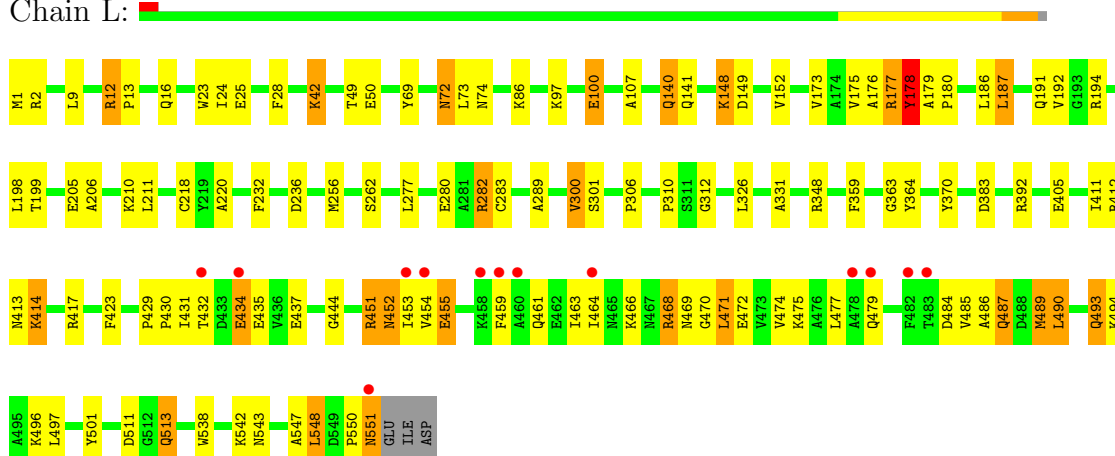 Chain L:
M1 R2 L9 R12 P13 Q16 W23 I24 E25 F28 K42 T49 E50 Y69 N72 L73 N74 K86 K97 E100 A107 Q140 Q141 K148 D149 V152 V173 A174 V175 A176 R177 Y178 A179 P180 L186 L187 Q191 V192 G193 R194
L198 T199 E205 A206 K210 L211 C218 Y219 A220 F232 D236 M256 S262 L277 E280 A281 R282 C283 A289 V300 S301 P306 P310 S311 G312 L326 A331 R348 F359 G363 Y364 Y370 D383 R392 E405 I411
N413 K414 R417 F423 P429 P430 I431 T432 D433 E434 E435 V436 E437 G444 R451 N452 I453 V454 E455 K458 F459 A460 Q461 E462 I463 I464 N465 K466 N467 R468 N469 G470 L471 E472 V473 V474 K475 A476 L477 A478 Q479 F482 T483 D484 V485 A486 Q487 D488 M489 L490 Q493
A495 K496 L497 Y501 D511 G512 Q513 W538 K542 N543 A547 L548 D549 P550 N551 GLU ILE ASP